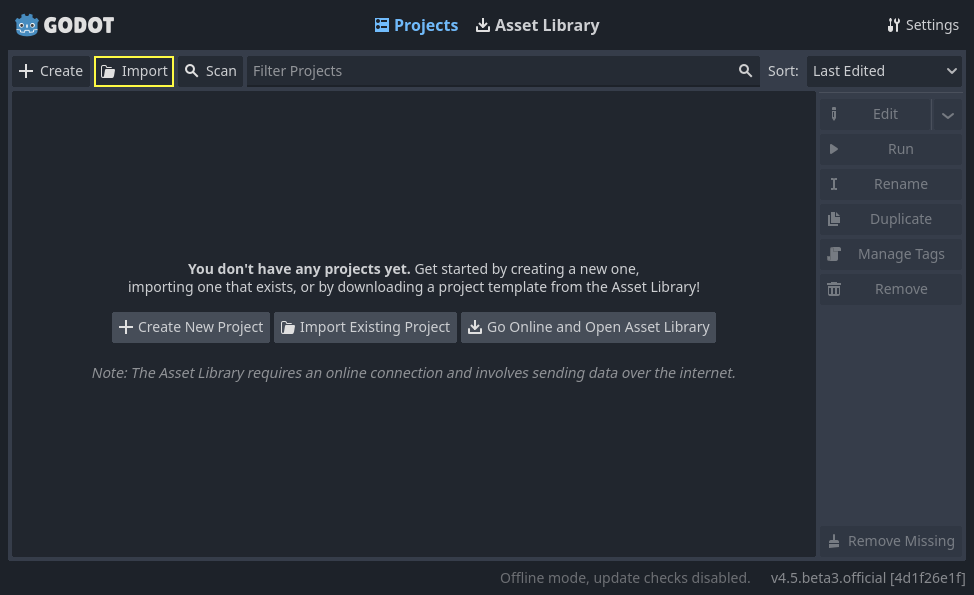 GODOT
Projects
Asset Library
Settings
Create
Import
Scan
Filter Projects
Sort:
Last Edited
Edit
Run
Rename
Duplicate
Manage Tags
Remove
You don't have any projects yet. Get started by creating a new one,
importing one that exists, or by downloading a project template from the Asset Library!
Create New Project
Import Existing Project
Go Online and Open Asset Library
Note: The Asset Library requires an online connection and involves sending data over the internet.
Remove Missing
Offline mode, update checks disabled.
v4.5.beta3.official [4d1f26e1f]